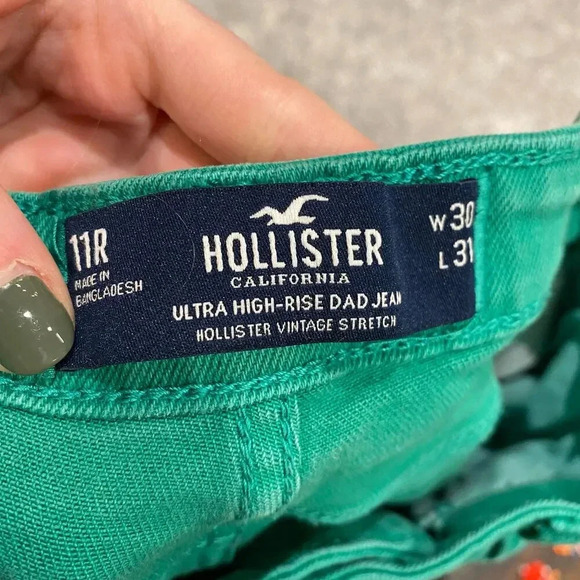 11R
MADE IN
BANGLADESH
HOLLISTER
CALIFORNIA
ULTRA HIGH-RISE DAD JEAN
HOLLISTER VINTAGE STRETCH
W 30
L 31